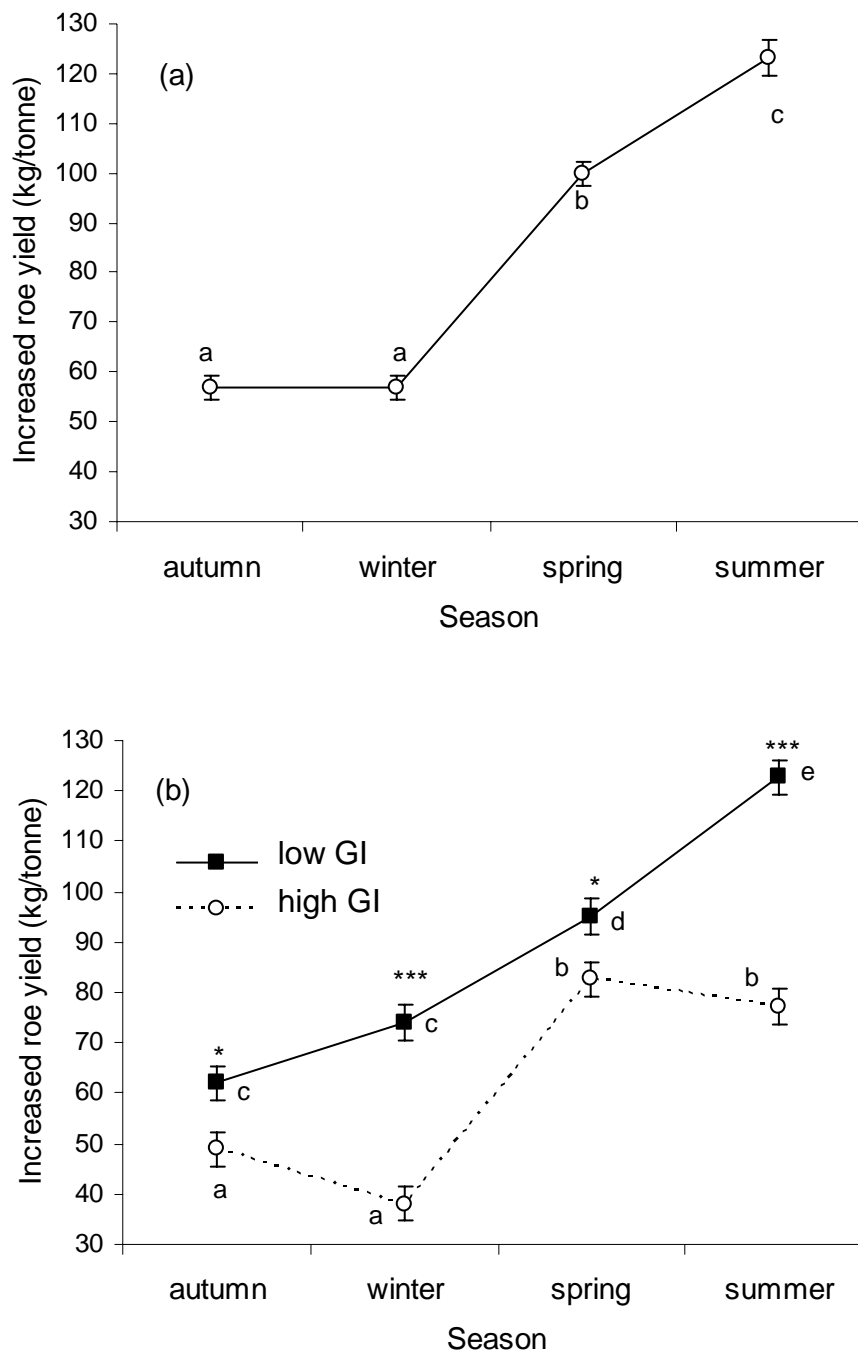 130
120
110
100
90
80
70
60
50
40
30
Increased roe yield (kg/tonne)
(a)
a
a
b
c
autumn winter spring summer
Season
130
120
110
100
90
80
70
60
50
40
30
Increased roe yield (kg/tonne)
(b)
low GI
high GI
*
c
a
***
c
a
*
d
b
***
e
b
autumn winter spring summer
Season